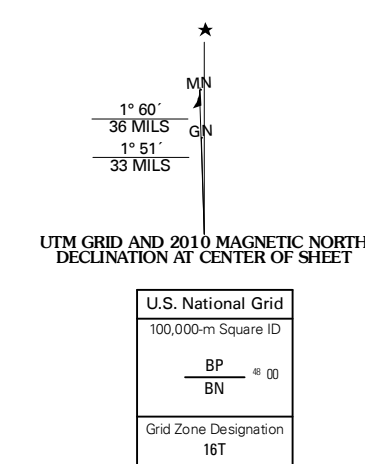 ★
MN
1° 60´
36 MILS
GN
1° 51´
33 MILS
UTM GRID AND 2010 MAGNETIC NORTH
DECLINATION AT CENTER OF SHEET
U.S. National Grid
100,000-m Square ID
BP
48 00
BN
Grid Zone Designation
16T